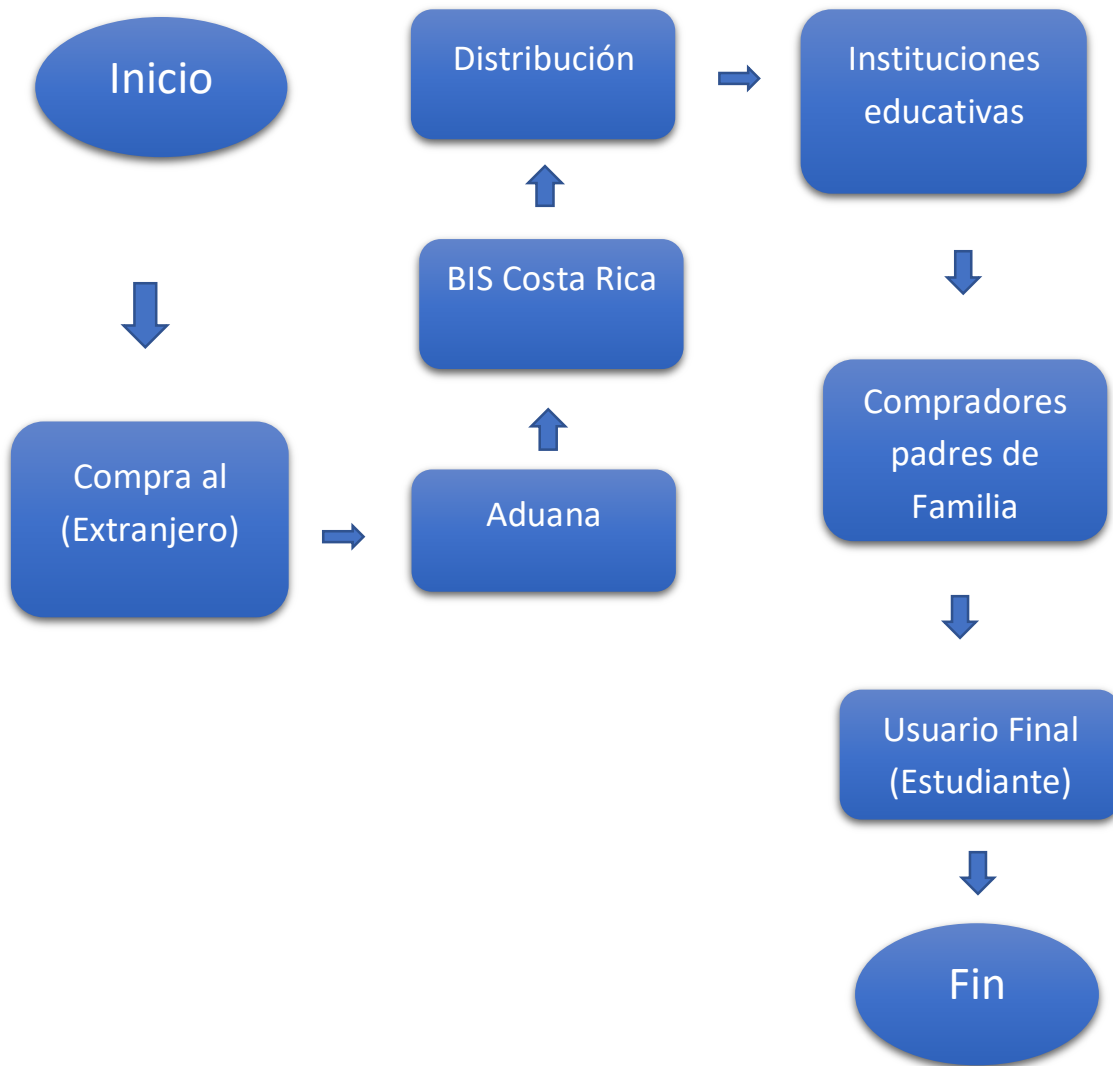 Inicio
Compra al
(Extranjero)
Aduana
BIS Costa Rica
Distribución
Instituciones
educativas
Compradores
padres de
Familia
Usuario Final
(Estudiante)
Fin